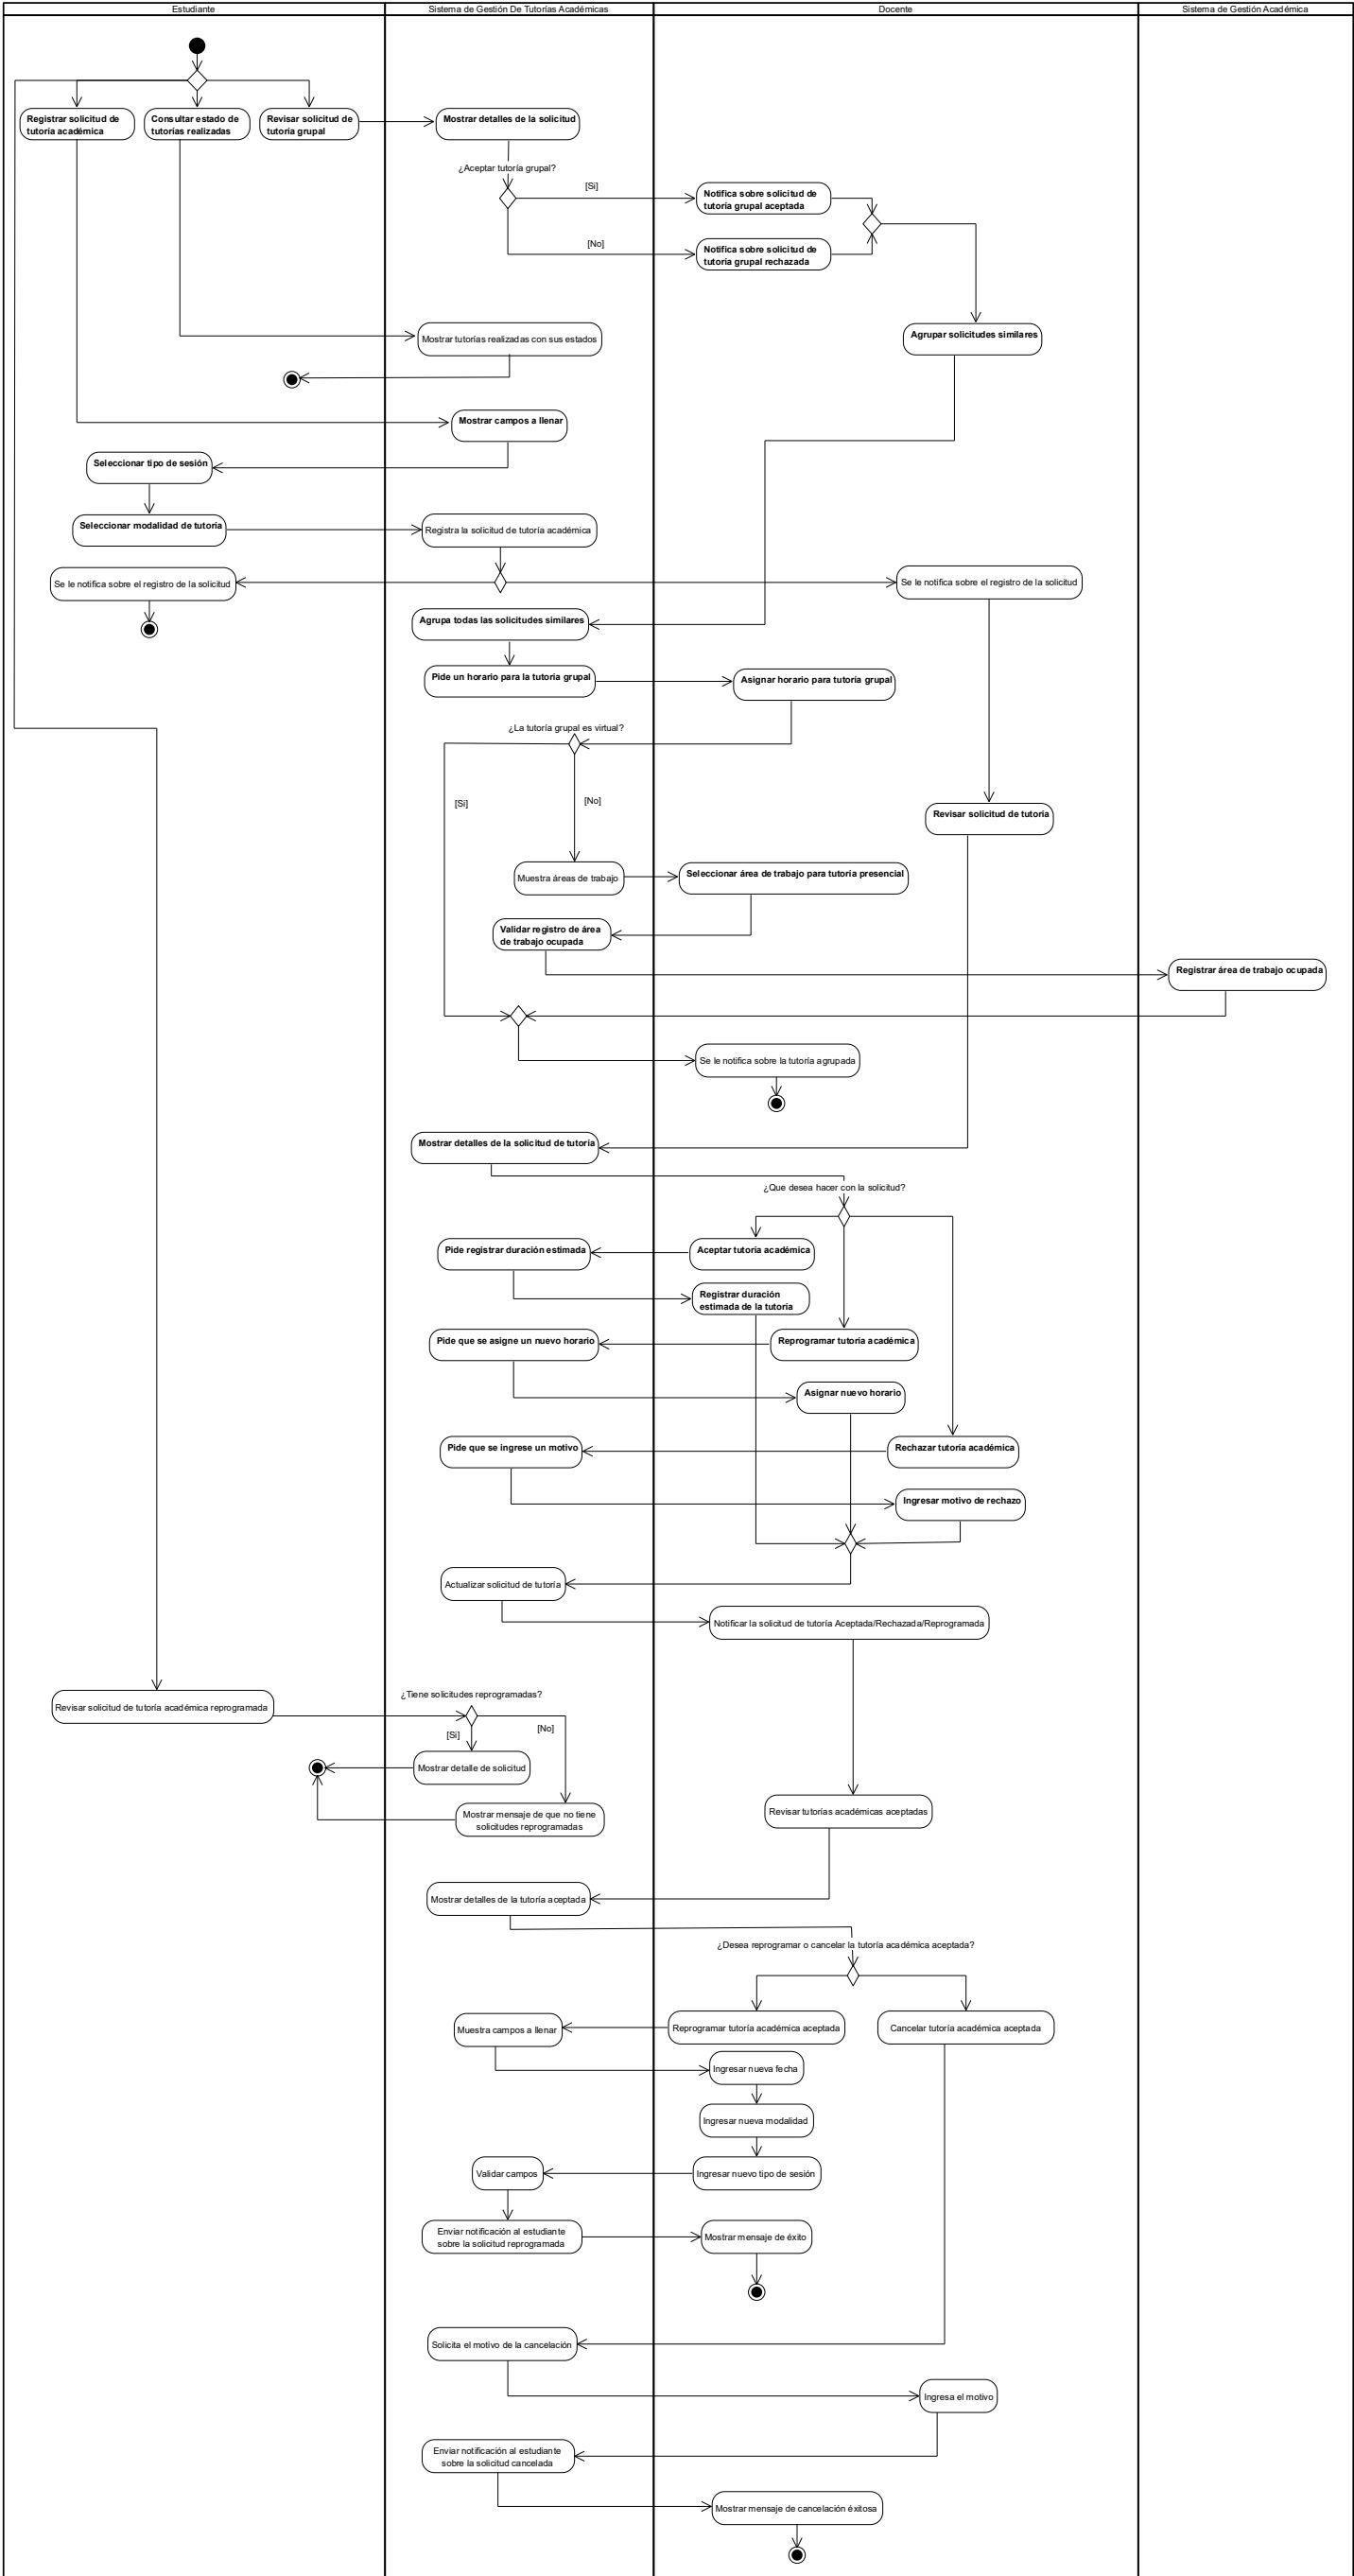 Estudiante
Sistema de Gestión De Tutorías Académicas
Docente
Sistema de Gestión Académica
Registrar solicitud de
tutoría académica
Consultar estado de
tutorías realizadas
Revisar solicitud de
tutoría grupal
Mostrar detalles de la solicitud
¿Aceptar tutoría grupal?
[Si]
Notifica sobre solicitud de
tutoría grupal aceptada
[No]
Notifica sobre solicitud de
tutoría grupal rechazada
Mostrar tutorías realizadas con sus estados
Agrupar solicitudes similares
Mostrar campos a llenar
Seleccionar tipo de sesión
Seleccionar modalidad de tutoría
Registra la solicitud de tutoría académica
Se le notifica sobre el registro de la solicitud
Se le notifica sobre el registro de la solicitud
Agrupa todas las solicitudes similares
Pide un horario para la tutoría grupal
Asignar horario para tutoría grupal
¿La tutoría grupal es virtual?
[Si]
[No]
Revisar solicitud de tutoría
Muestra áreas de trabajo
Seleccionar área de trabajo para tutoría presencial
Validar registro de área
de trabajo ocupada
Registrar área de trabajo ocupada
Se le notifica sobre la tutoría agrupada
Mostrar detalles de la solicitud de tutoría
¿Que desea hacer con la solicitud?
Pide registrar duración estimada
Aceptar tutoría académica
Registrar duración
estimada de la tutoría
Pide que se asigne un nuevo horario
Reprogramar tutoría académica
Asignar nuevo horario
Pide que se ingrese un motivo
Rechazar tutoría académica
Ingresar motivo de rechazo
Actualizar solicitud de tutoría
Notificar la solicitud de tutoría Aceptada/Rechazada/Reprogramada
Revisar solicitud de tutoría académica reprogramada
¿Tiene solicitudes reprogramadas?
[Si]
[No]
Mostrar detalle de solicitud
Mostrar mensaje de que no tiene
solicitudes reprogramadas
Revisar tutorías académicas aceptadas
Mostrar detalles de la tutoría aceptada
¿Desea reprogramar o cancelar la tutoría académica aceptada?
Muestra campos a llenar
Reprogramar tutoría académica aceptada
Cancelar tutoría académica aceptada
Ingresar nueva fecha
Ingresar nueva modalidad
Validar campos
Ingresar nuevo tipo de sesión
Enviar notificación al estudiante
sobre la solicitud reprogramada
Mostrar mensaje de éxito
Solicita el motivo de la cancelación
Ingresa el motivo
Enviar notificación al estudiante
sobre la solicitud cancelada
Mostrar mensaje de cancelación éxitosa